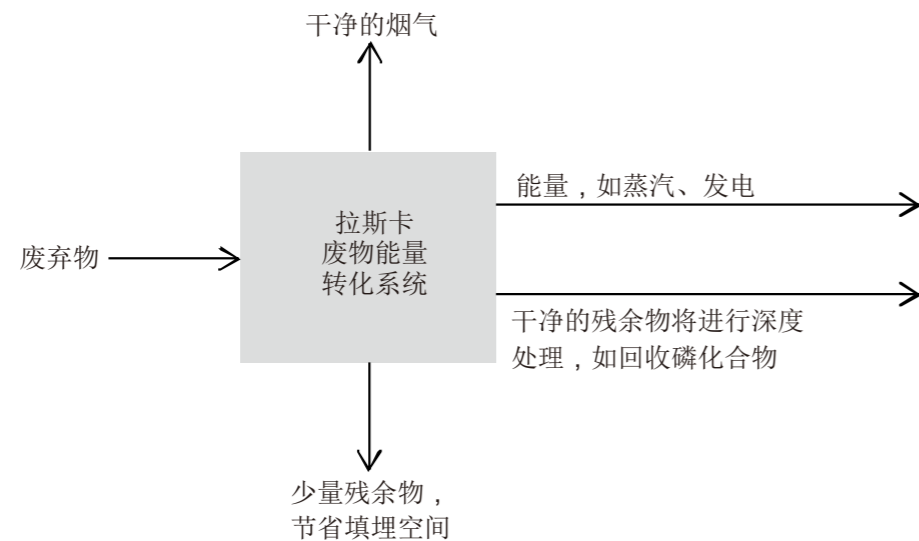 干净的烟气
能量，如蒸汽、发电
拉斯卡
废物能量
转化系统
废弃物
干净的残余物将进行深度
处理，如回收磷化合物
少量残余物，
节省填埋空间